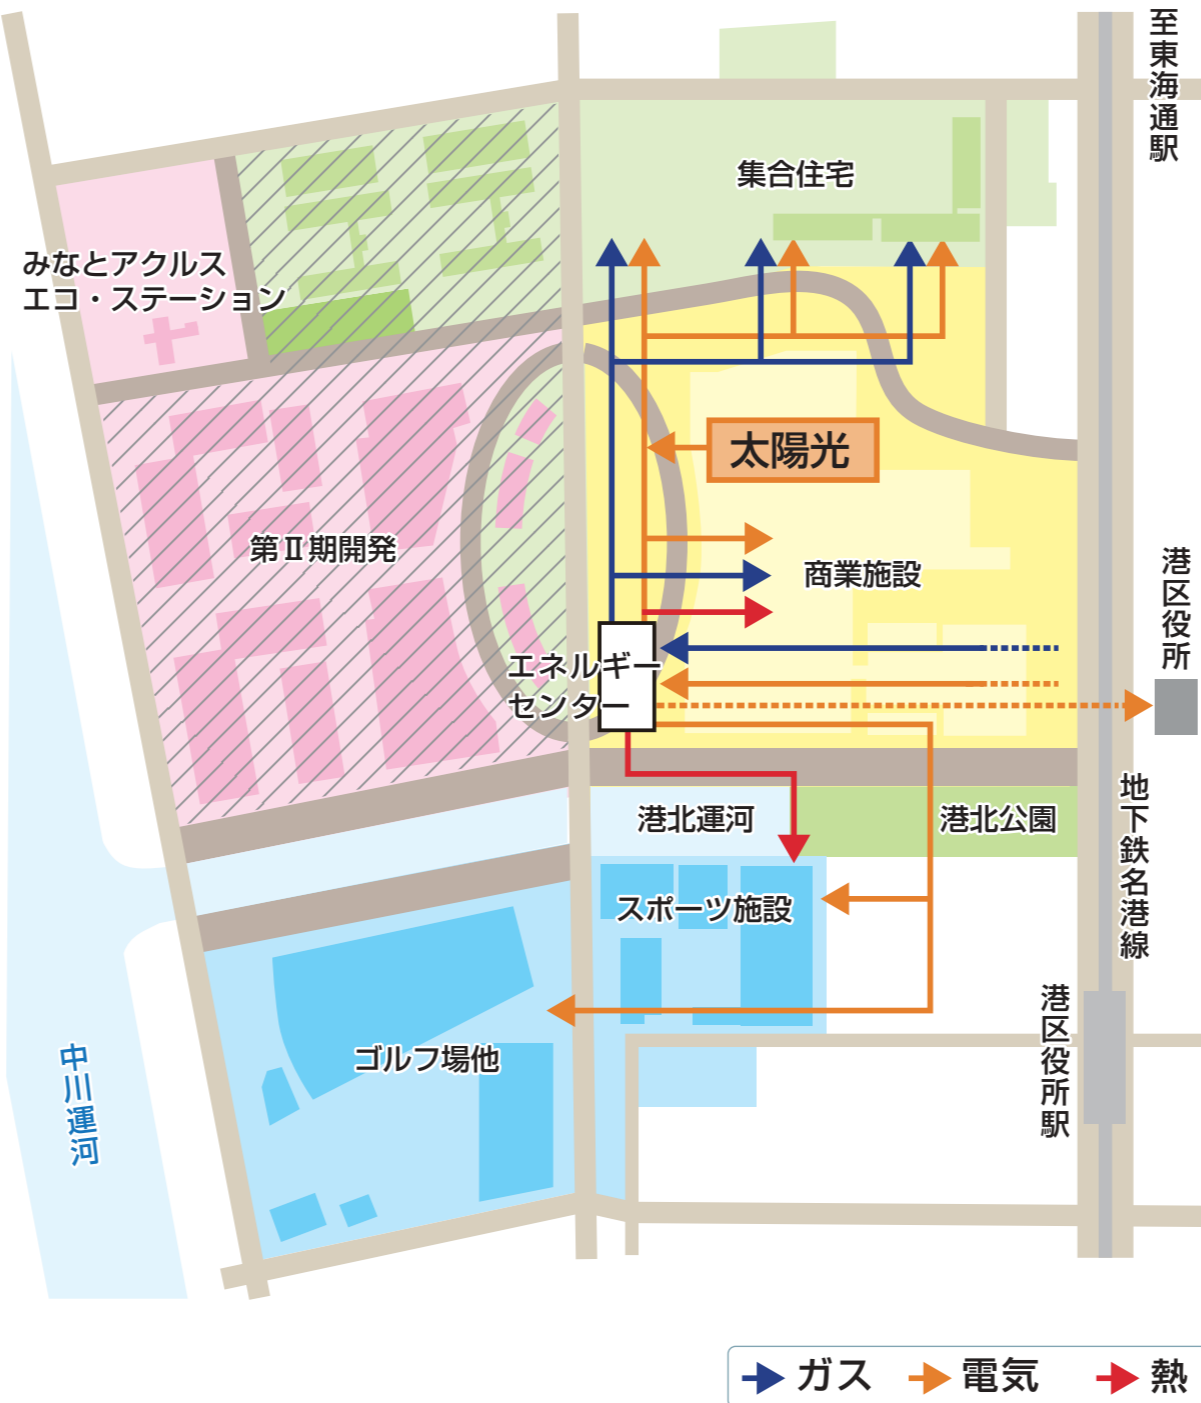 至東海通駅
集合住宅
みなとアクルス
エコ・ステーション
太陽光
第Ⅱ期開発
商業施設
港区役所
エネルギー
センター
港北運河
港北公園
地下鉄名港線
スポーツ施設
港区役所駅
ゴルフ場他
中川運河
ガス 電気 熱